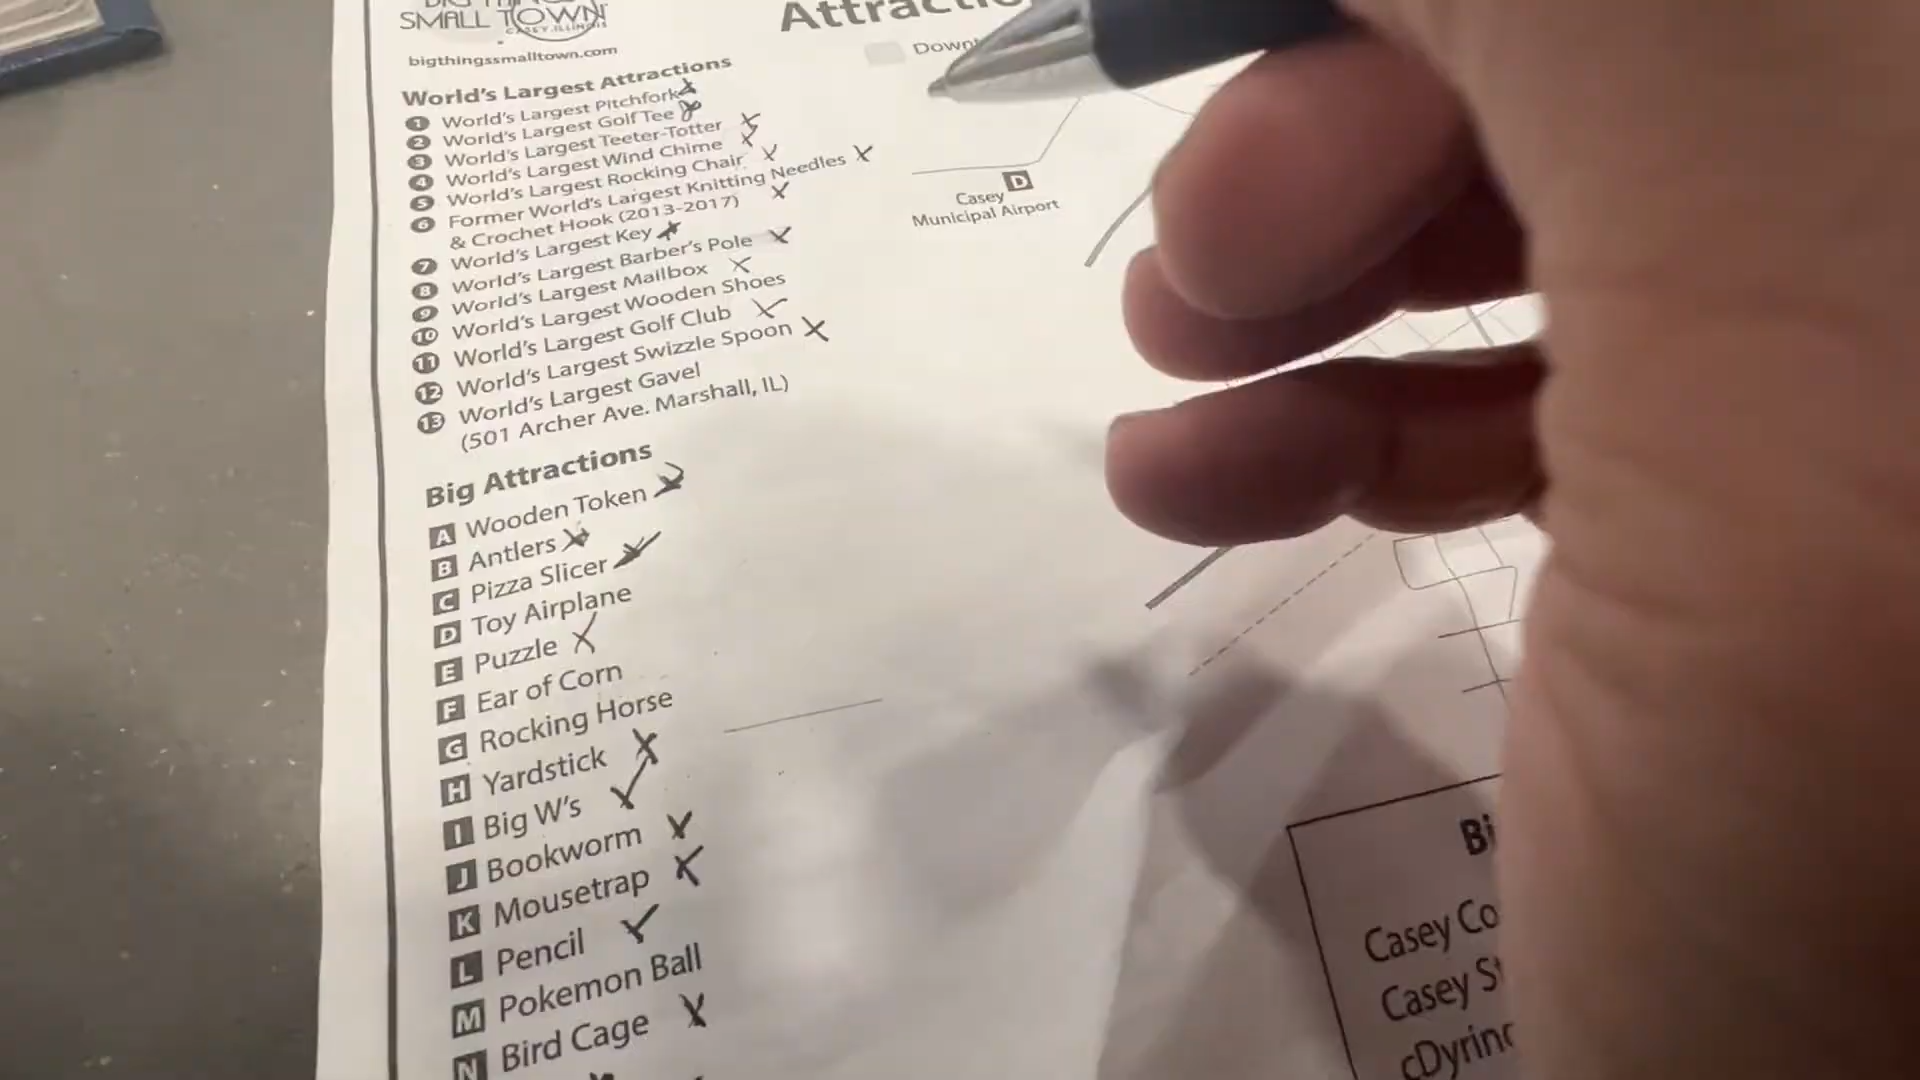 SMALL TOWN
CASEY, ILLINOIS
bigthingssmalltown.com
World's Largest Attractions
1 World's Largest Pitchfork
2 World's Largest Golf Tee
3 World's Largest Teeter-Totter
4 World's Largest Wind Chime
5 World's Largest Rocking Chair
6 Former World's Largest Knitting Needles
& Crochet Hook (2013-2017)
7 World's Largest Key
8 World's Largest Barber's Pole
9 World's Largest Mailbox
10 World's Largest Wooden Shoes
11 World's Largest Golf Club
12 World's Largest Swizzle Spoon
13 World's Largest Gavel
(501 Archer Ave. Marshall, IL)
Big Attractions
A Wooden Token
B Antlers
C Pizza Slicer
D Toy Airplane
E Puzzle
F Ear of Corn
G Rocking Horse
H Yardstick
I Big W's
J Bookworm
K Mousetrap
L Pencil
M Pokemon Ball
N Bird Cage
D
Casey
Municipal Airport
Bi
Casey Co
Casey S
cDyrin